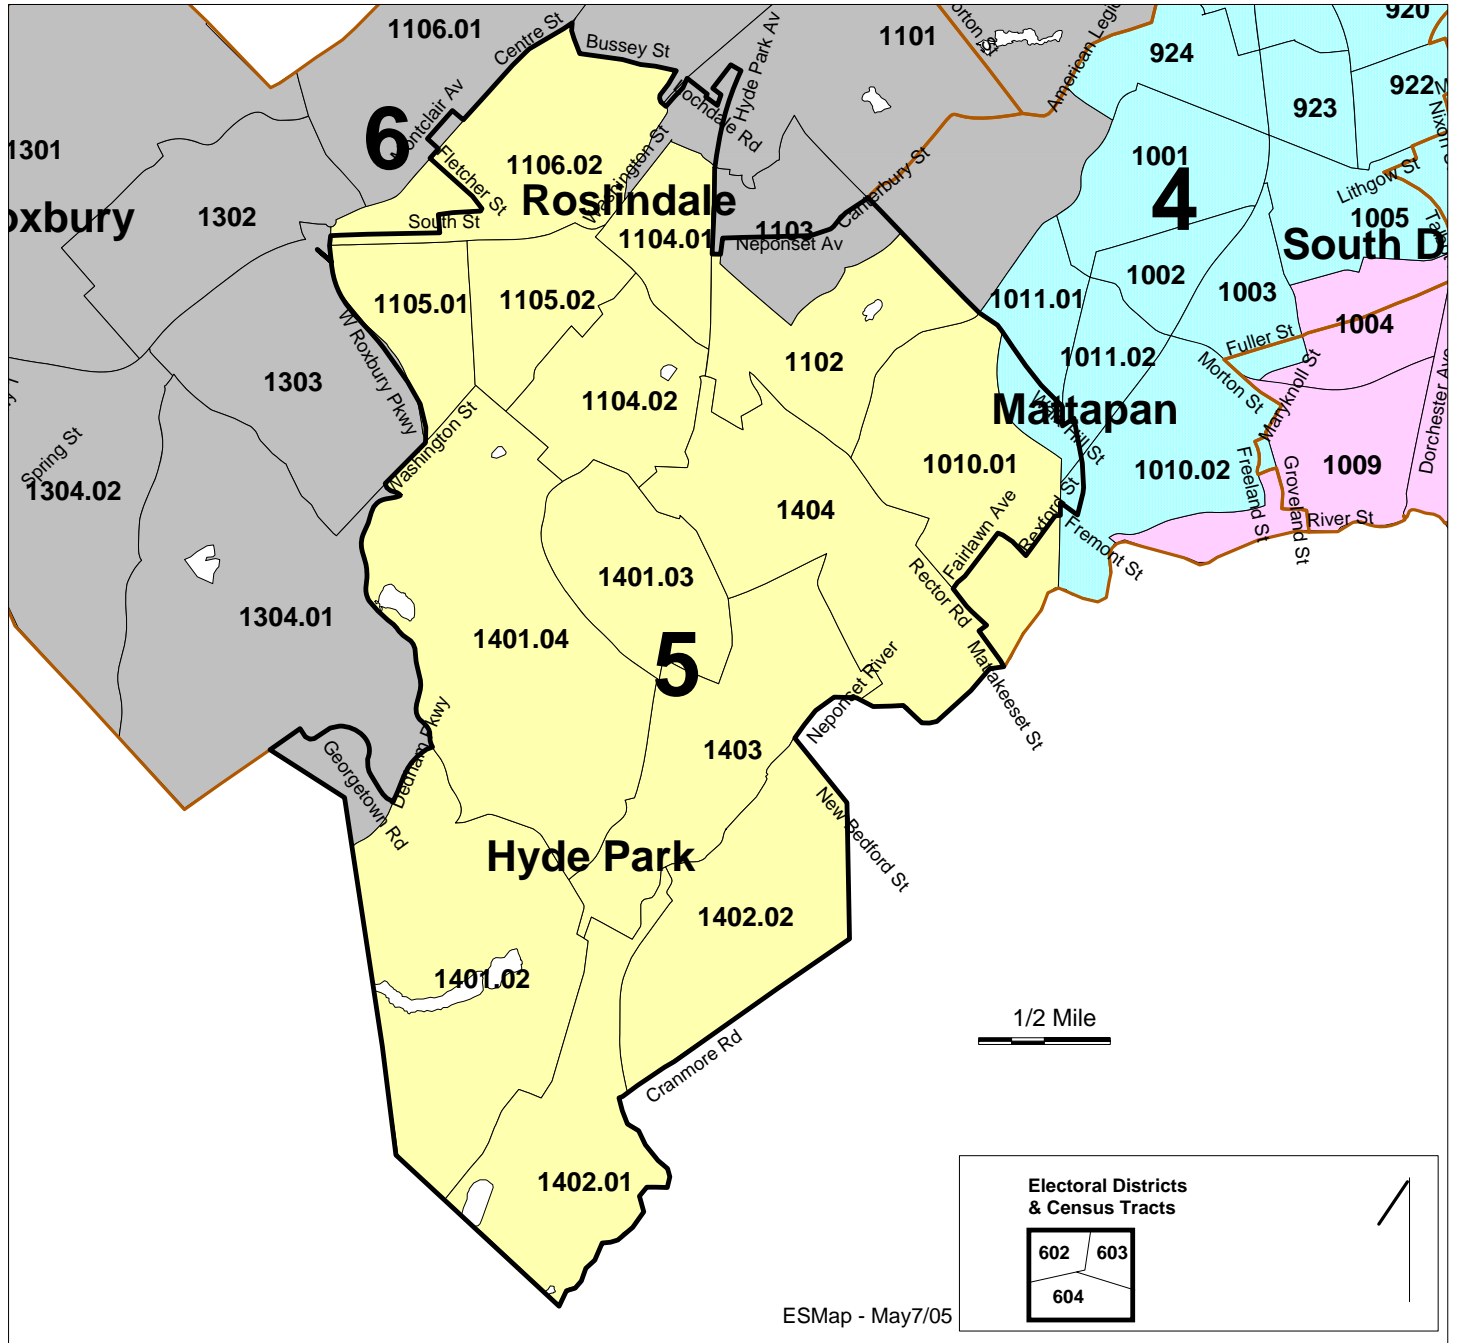 1106.01
Centre St
Bussey St
Hyde Park Av
1101
American Legi
920
924
922
923
6
Montclair Av
Fletcher St
Lochdale Rd
1301
1106.02
Washington St
Canterbury St
1001
4
Lithgow St
1005
Roslindale
1302
oxbury
South St
1104.01
1103
Neponset Av
South D
1002
1003
1105.01
1105.02
1011.01
1004
Fuller St
W Roxbury Pkwy
1102
1011.02
Morton St
Maryknoll St
Dorchester Ave
1303
1104.02
Mattapan
Washington St
Spring St
1304.02
1010.01
1010.02
1009
Freeland St
Groveland St
River St
1404
Fairlawn Ave
Rexford St
Fremont St
1401.03
Rector Rd
1304.01
1401.04
5
Neponset River
Mattakeeset St
1403
Dedham Pkwy
Georgetown Rd
New Bedford St
Hyde Park
1402.02
1401.02
1/2 Mile
Cranmore Rd
1402.01
Electoral Districts
& Census Tracts
602 603
604
ESMap - May7/05